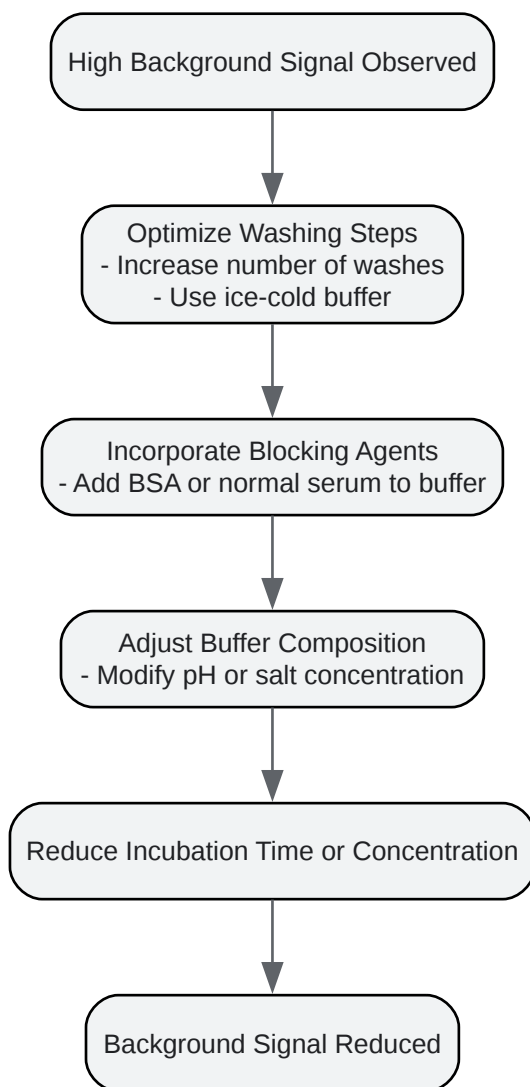 High Background Signal Observed
Optimize Washing Steps
- Increase number of washes
- Use ice-cold buffer
Incorporate Blocking Agents
- Add BSA or normal serum to buffer
Adjust Buffer Composition
- Modify pH or salt concentration
Reduce Incubation Time or Concentration
Background Signal Reduced